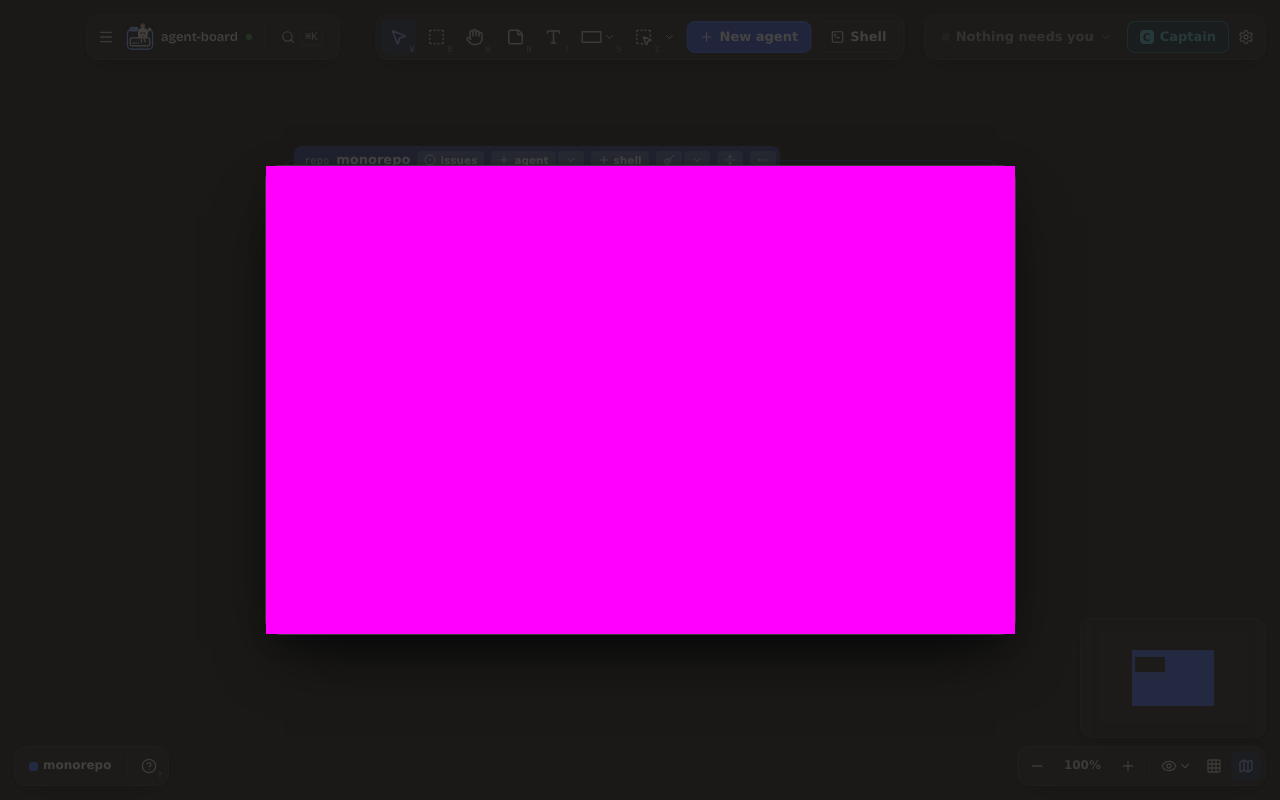 agent-board
⌘K
V
T
New agent
Shell
Nothing needs you
C Captain
repo monorepo issues + agent + shell
monorepo
100%